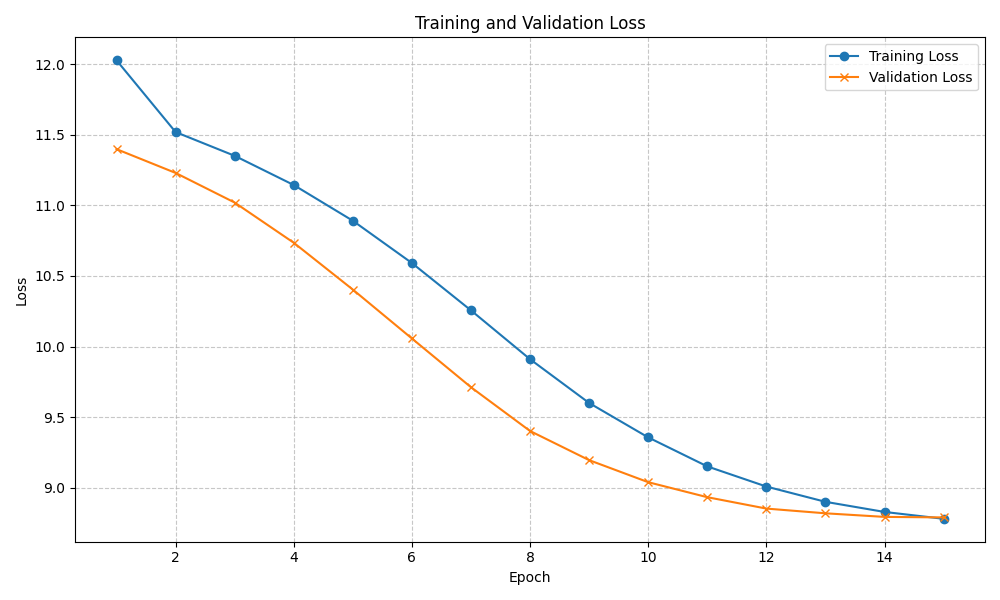 Training and Validation Loss
Training Loss
Validation Loss
12.0
11.5
11.0
10.5
10.0
9.5
9.0
Loss
2 4 6 8 10 12 14
Epoch